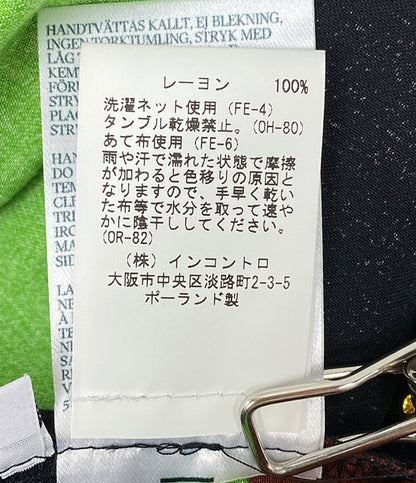 HANDTVÄTTAS KALLT, EJ BLEKNING,
INGEN TORKTUMLING, STRYK MED
レーヨン 100%
洗濯ネット使用(FE-4)
タンブル乾燥禁止。(OH-80)
あて布使用(FE-6)
雨や汗で濡れた状態で摩擦
が加わると色移りの原因と
なりますので、手早く乾い
た布等で水分を取って速や
かに陰干ししてください。
(OR-82)
(株)インコントロ
大阪市中央区淡路町2-3-5
ポーランド製